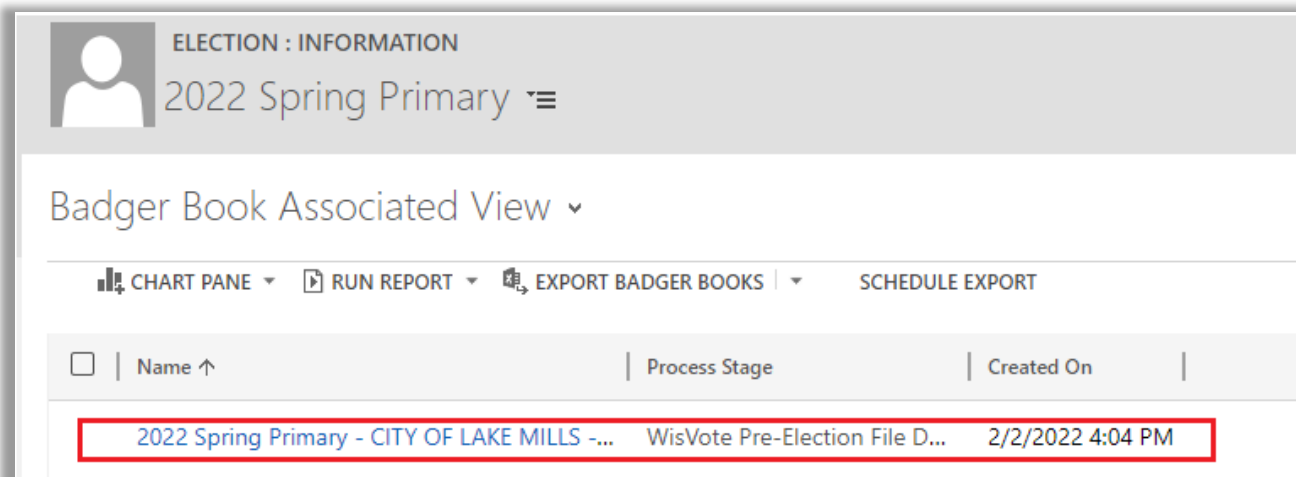 ELECTION : INFORMATION
2022 Spring Primary
Badger Book Associated View
CHART PANE RUN REPORT EXPORT BADGER BOOKS SCHEDULE EXPORT
Name Process Stage Created On
2022 Spring Primary - CITY OF LAKE MILLS -... WisVote Pre-Election File D... 2/2/2022 4:04 PM